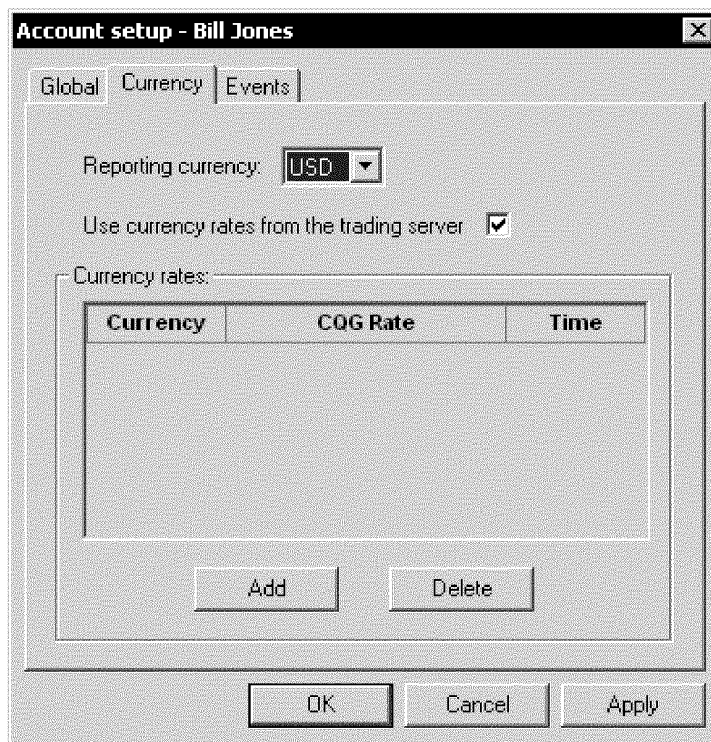 Account setup - Bill Jones
Global Currency Events
Reporting currency: USD
Use currency rates from the trading server
Currency rates:
Currency CQG Rate Time
Add Delete
OK Cancel Apply